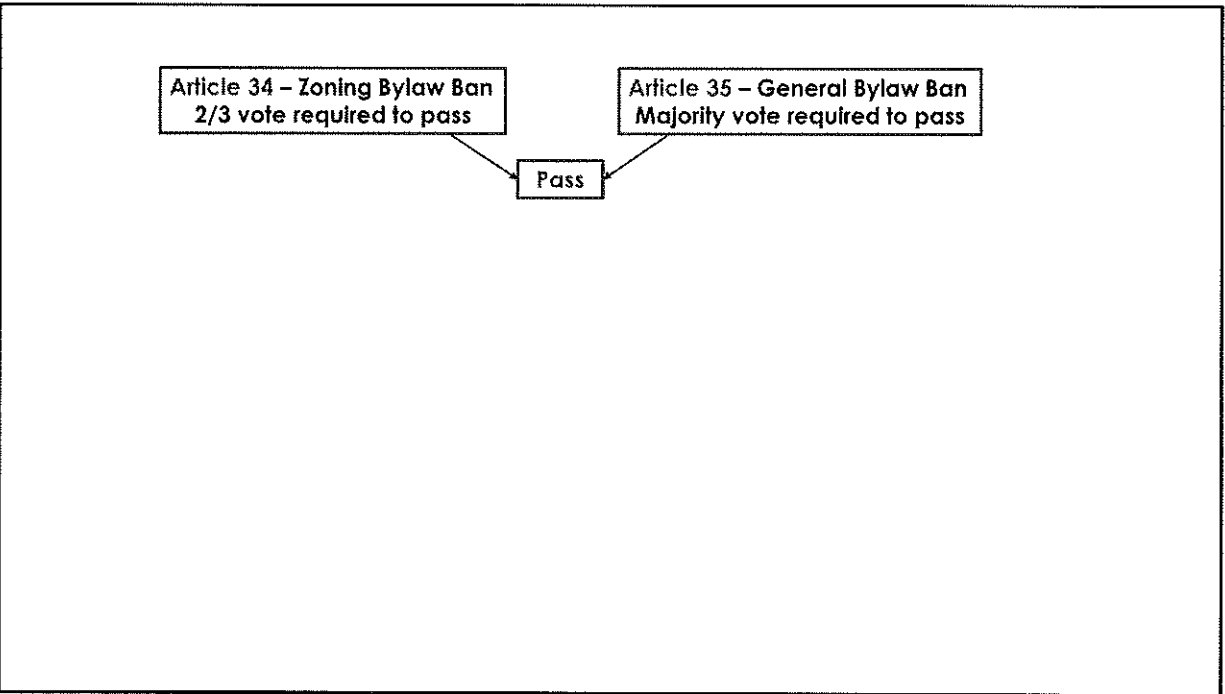 Article 34 – Zoning Bylaw Ban
2/3 vote required to pass
Article 35 – General Bylaw Ban
Majority vote required to pass
Pass